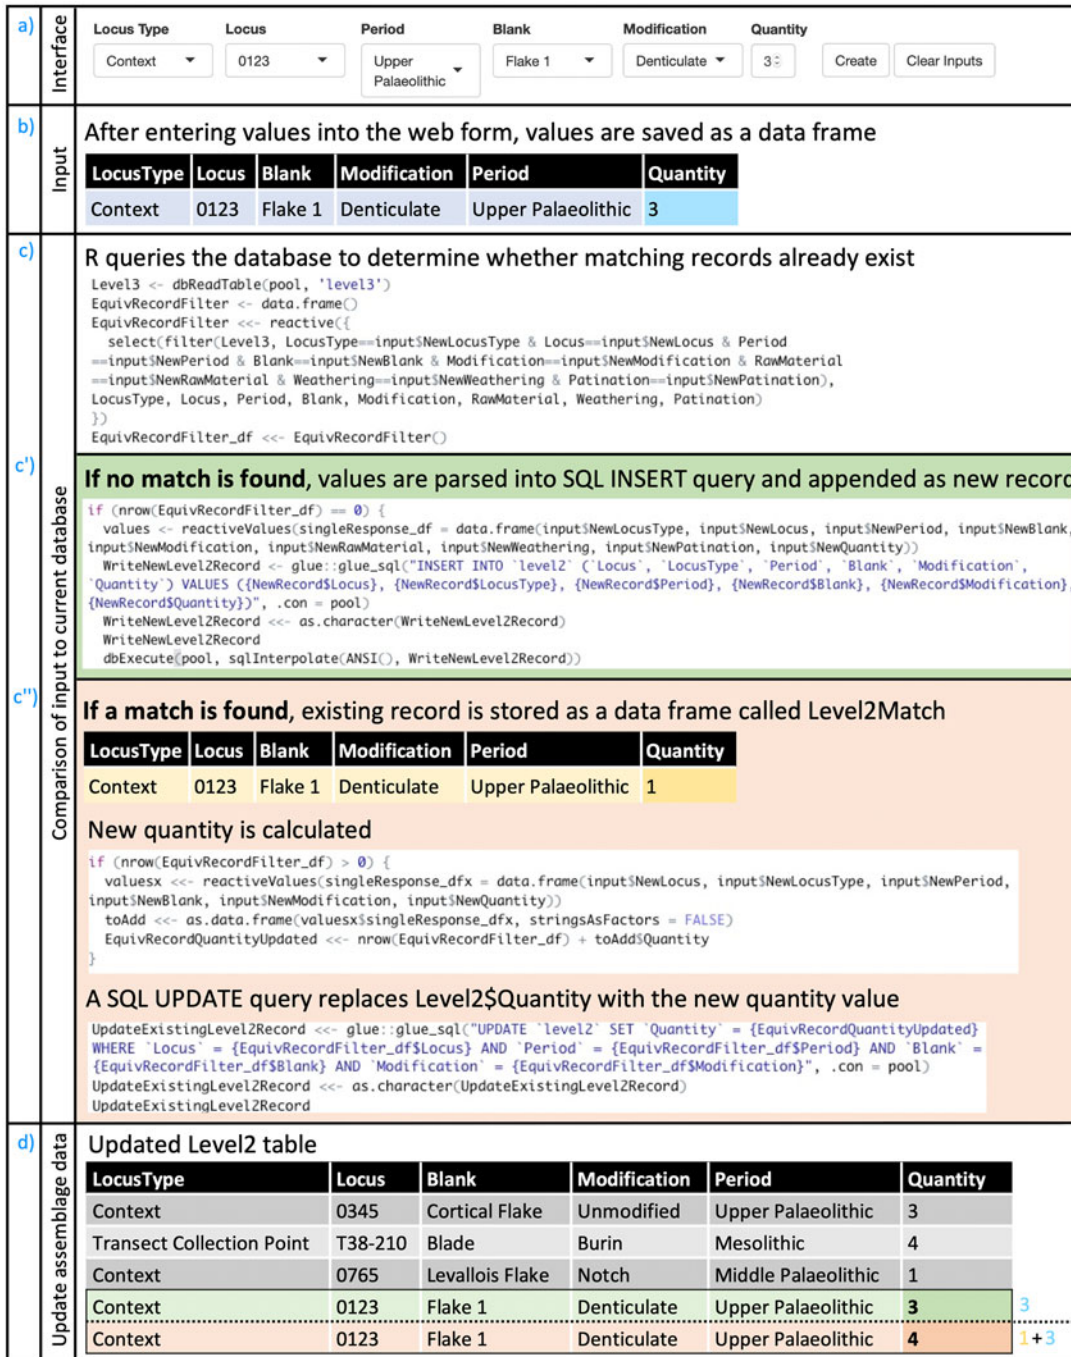 a)
Interface
Locus Type Locus Period Blank Modification Quantity
Context 0123 Upper Palaeolithic Flake 1 Denticulate 3 Create Clear Inputs
b)
Input
After entering values into the web form, values are saved as a data frame
LocusType Locus Blank Modification Period Quantity
Context 0123 Flake 1 Denticulate Upper Palaeolithic 3
c)
Comparison of input to current database
R queries the database to determine whether matching records already exist
Level3 <- dbReadTable(pool, 'level3')
EquivRecordFilter <- data.frame()
EquivRecordFilter <<- reactive({
select(filter(Level3, LocusType==input$NewLocusType & Locus==input$NewLocus & Period
==input$NewPeriod & Blank==input$NewBlank & Modification==input$NewModification & RawMaterial
==input$NewRawMaterial & Weathering==input$NewWeathering & Patination==input$NewPatination),
LocusType, Locus, Period, Blank, Modification, RawMaterial, Weathering, Patination)
})
EquivRecordFilter_df <<- EquivRecordFilter()
c')
If no match is found, values are parsed into SQL INSERT query and appended as new record
if (nrow(EquivRecordFilter_df) == 0) {
values <- reactiveValues(singleResponse_df = data.frame(input$NewLocusType, input$NewLocus, input$NewPeriod, input$NewBlank,
input$NewModification, input$NewRawMaterial, input$NewWeathering, input$NewPatination, input$NewQuantity))
WriteNewLevel2Record <- glue::glue_sql("INSERT INTO `level2` (`Locus`, `LocusType`, `Period`, `Blank`, `Modification`,
`Quantity`) VALUES ({NewRecord$Locus}, {NewRecord$LocusType}, {NewRecord$Period}, {NewRecord$Blank}, {NewRecord$Modification},
{NewRecord$Quantity})", .con = pool)
WriteNewLevel2Record <<- as.character(WriteNewLevel2Record)
WriteNewLevel2Record
dbExecute(pool, sqlInterpolate(ANSI(), WriteNewLevel2Record))
c'')
If a match is found, existing record is stored as a data frame called Level2Match
LocusType Locus Blank Modification Period Quantity
Context 0123 Flake 1 Denticulate Upper Palaeolithic 1
New quantity is calculated
if (nrow(EquivRecordFilter_df) > 0) {
valuesx <<- reactiveValues(singleResponse_dfx = data.frame(input$NewLocus, input$NewLocusType, input$NewPeriod,
input$NewBlank, input$NewModification, input$NewQuantity))
toAdd <<- as.data.frame(valuesx$singleResponse_dfx, stringsAsFactors = FALSE)
EquivRecordQuantityUpdated <<- nrow(EquivRecordFilter_df) + toAdd$Quantity
}
A SQL UPDATE query replaces Level2$Quantity with the new quantity value
UpdateExistingLevel2Record <<- glue::glue_sql("UPDATE `level2` SET `Quantity` = {EquivRecordQuantityUpdated}
WHERE `Locus` = {EquivRecordFilter_df$Locus} AND `Period` = {EquivRecordFilter_df$Period} AND `Blank` =
{EquivRecordFilter_df$Blank} AND `Modification` = {EquivRecordFilter_df$Modification}", .con = pool)
UpdateExistingLevel2Record <<- as.character(UpdateExistingLevel2Record)
UpdateExistingLevel2Record
d)
Update assemblage data
Updated Level2 table
LocusType Locus Blank Modification Period Quantity
Context 0345 Cortical Flake Unmodified Upper Palaeolithic 3
Transect Collection Point T38-210 Blade Burin Mesolithic 4
Context 0765 Levallois Flake Notch Middle Palaeolithic 1
Context 0123 Flake 1 Denticulate Upper Palaeolithic 3 3
Context 0123 Flake 1 Denticulate Upper Palaeolithic 4 1+3